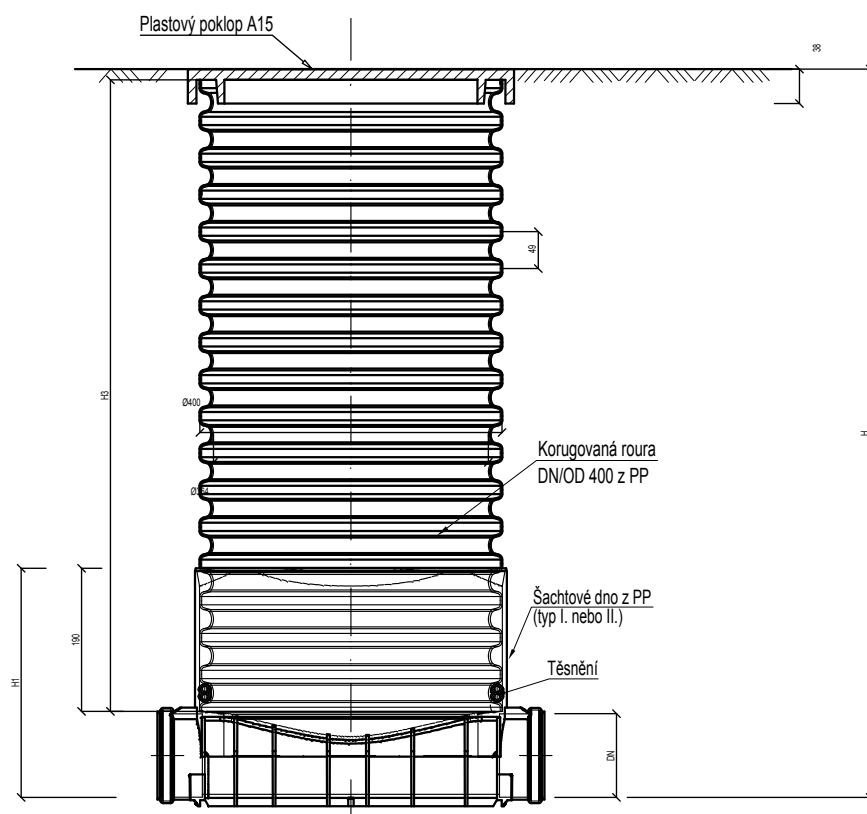 Plastový poklop A15
38
49
H3
Ø400
H
Korugovaná roura
DN/OD 400 z PP
Šachtové dno z PP
(typ I. nebo II.)
190
H1
Těsnění
DN